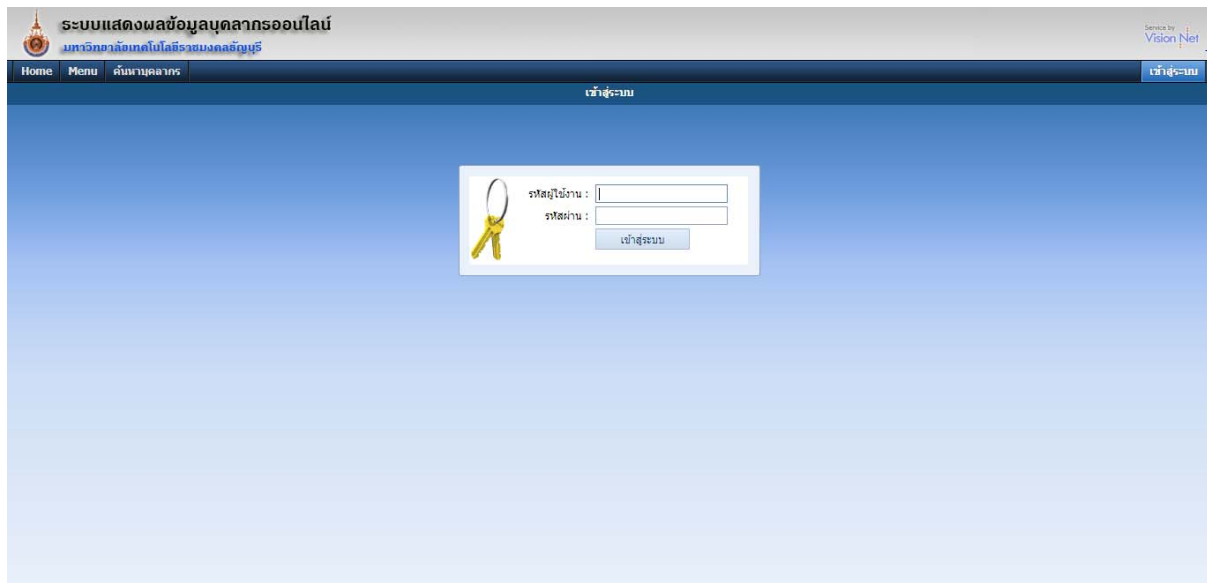 ระบบแสดงผลข้อมูลบุคลากรออนไลน์
มหาวิทยาลัยเทคโนโลยีราชมงคลธัญบุรี
Service by
Vision Net
Home Menu ค้นหาบุคลากร เข้าสู่ระบบ
เข้าสู่ระบบ
รหัสผู้ใช้งาน :
รหัสผ่าน :
เข้าสู่ระบบ